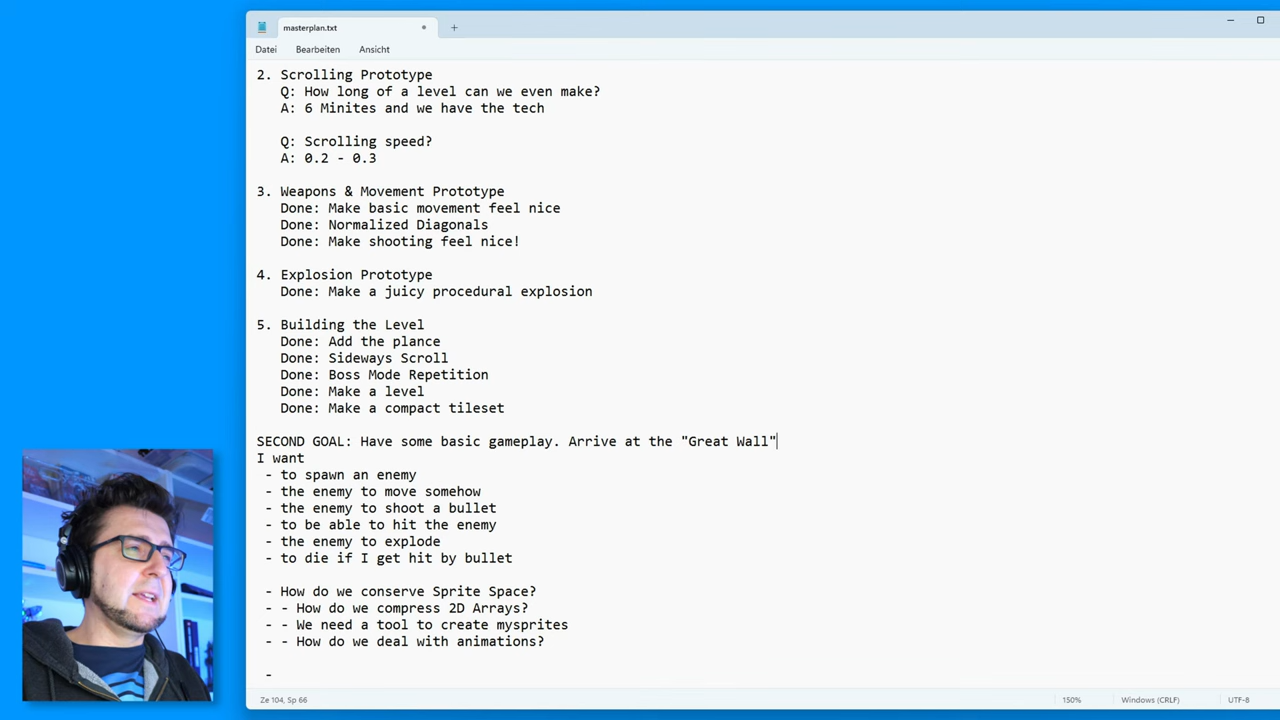 masterplan.txt
Datei Bearbeiten Ansicht
2. Scrolling Prototype
Q: How long of a level can we even make?
A: 6 Minites and we have the tech
Q: Scrolling speed?
A: 0.2 - 0.3
3. Weapons & Movement Prototype
Done: Make basic movement feel nice
Done: Normalized Diagonals
Done: Make shooting feel nice!
4. Explosion Prototype
Done: Make a juicy procedural explosion
5. Building the Level
Done: Add the plance
Done: Sideways Scroll
Done: Boss Mode Repetition
Done: Make a level
Done: Make a compact tileset
SECOND GOAL: Have some basic gameplay. Arrive at the "Great Wall"
I want
- to spawn an enemy
- the enemy to move somehow
- the enemy to shoot a bullet
- to be able to hit the enemy
- the enemy to explode
- to die if I get hit by bullet
- How do we conserve Sprite Space?
- - How do we compress 2D Arrays?
- - We need a tool to create mysprites
- - How do we deal with animations?
-
Ze 104, Sp 66 150% Windows (CRLF) UTF-8